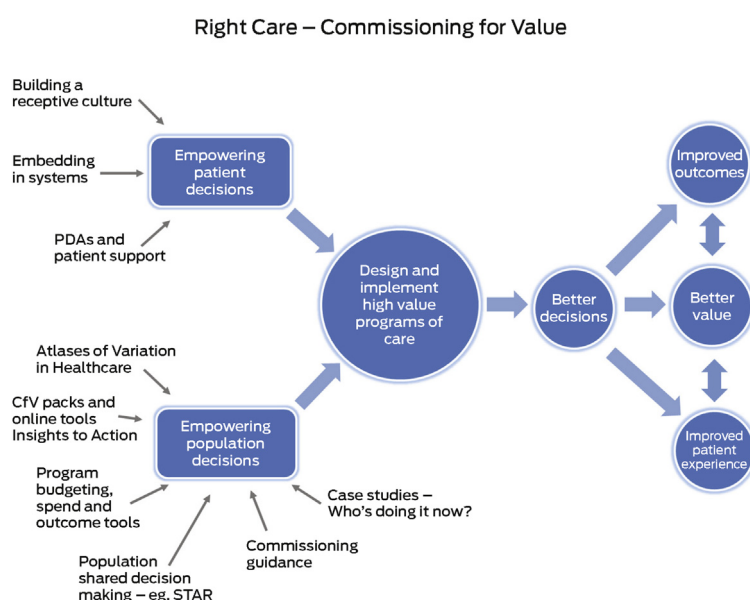 Right Care – Commissioning for Value
Building a
receptive culture
Embedding
in systems
PDAs and
patient support
Empowering
patient
decisions
Atlases of Variation
in Healthcare
CfV packs and
online tools
Insights to Action
Program
budgeting,
spend and
outcome tools
Population
shared decision
making – eg, STAR
Commissioning
guidance
Case studies –
Who's doing it now?
Empowering
population
decisions
Design and
implement
high value
programs of
care
Better
decisions
Improved
outcomes
Better
value
Improved
patient
experience